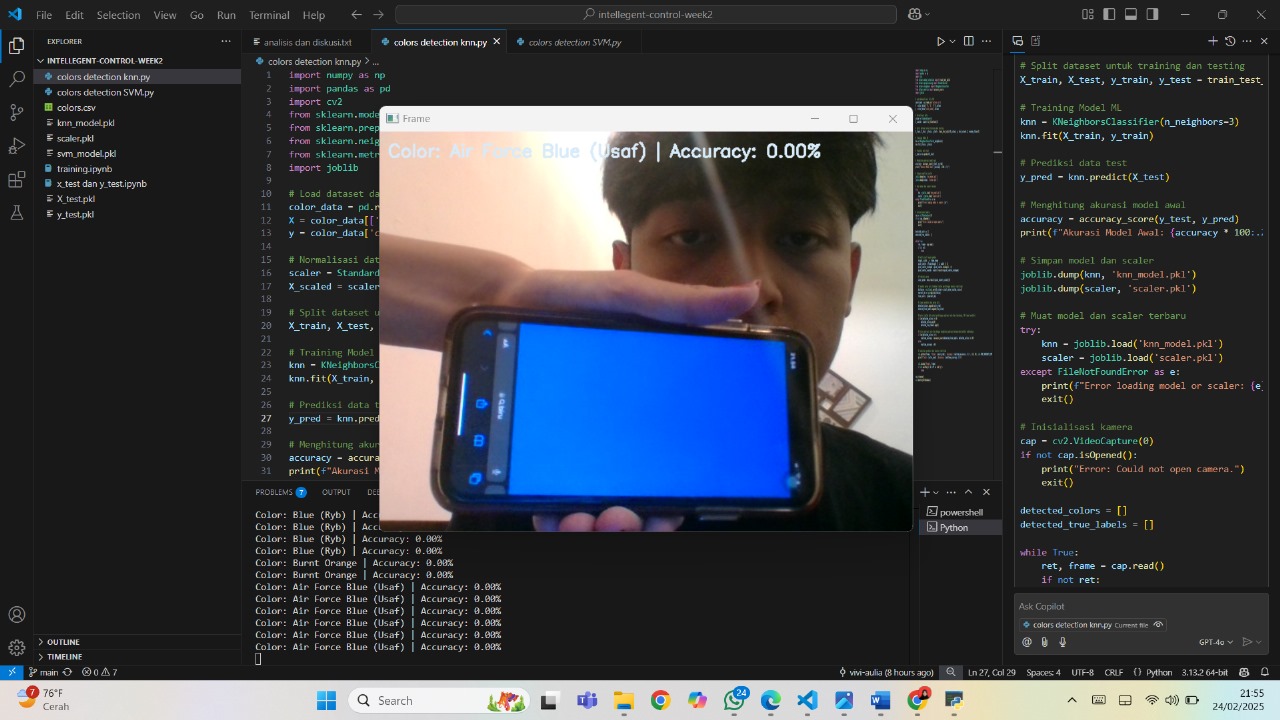 File Edit Selection View Go Run Terminal Help
intellegent-control-week2
EXPLORER
INTELLEGENT-CONTROL-WEEK2
colors detection knn.py
colors detection SVM.py
colors.csv
knn_model.pkl
scaler.pkl
svm_model.pkl
training.ipynb
X_test dan y_test.ipynb
X_test.pkl
y_test.pkl
OUTLINE
TIMELINE
analisis dan diskusi.txt
colors detection knn.py
colors detection SVM.py
colors detection knn.py > ...
1 import numpy as np
2 import pandas as pd
3 import cv2
4 from sklearn.mode
5 from sklearn.prep
6 from sklearn.neig
7 from sklearn.metr
8 import joblib
9
10 # Load dataset da
11 color_data = pd.r
12 X = color_data[['
13 y = color_data['c
14
15 # Normalisasi dat
16 scaler = Standard
17 X_scaled = scaler
18
19 # Split dataset u
20 X_train, X_test,
21
22 # Training Model
23 knn = KNeighborsC
24 knn.fit(X_train,
25
26 # Prediksi data t
27 y_pred = knn.pred
28
29 # Menghitung akur
30 accuracy = accura
31 print(f"Akurasi M
Frame
Color: Air Force Blue (Usaf) | Accuracy: 0.00%
PROBLEMS 7 OUTPUT DEE
Color: Blue (Ryb) | Acc
Color: Blue (Ryb) | Acc
Color: Blue (Ryb) | Accuracy: 0.00%
Color: Blue (Ryb) | Accuracy: 0.00%
Color: Burnt Orange | Accuracy: 0.00%
Color: Burnt Orange | Accuracy: 0.00%
Color: Air Force Blue (Usaf) | Accuracy: 0.00%
Color: Air Force Blue (Usaf) | Accuracy: 0.00%
Color: Air Force Blue (Usaf) | Accuracy: 0.00%
Color: Air Force Blue (Usaf) | Accuracy: 0.00%
Color: Air Force Blue (Usaf) | Accuracy: 0.00%
Color: Air Force Blue (Usaf) | Accuracy: 0.00%
powershell
Python
# Split dataset untuk training dan testing
X_train, X_test, y_train, y_test = train_test
# Training Model ML
knn = KNeighborsClassifier(n_neighbors=3)
knn.fit(X_train, y_train)
# Prediksi data test
y_pred = knn.predict(X_test)
# Menghitung akurasi model awal
accuracy = accuracy_score(y_test, y_pred)
print(f"Akurasi Model Awal: {accuracy * 100:..
# Simpan model dan scaler
joblib.dump(knn, 'knn_model.pkl')
joblib.dump(scaler, 'scaler.pkl')
# Muat model dan scaler terbaru
try:
knn = joblib.load('knn_model.pkl')
scaler = joblib.load('scaler.pkl')
except FileNotFoundError as e:
print(f"Error loading model or scaler: {e
exit()
# Inisialisasi kamera
cap = cv2.VideoCapture(0)
if not cap.isOpened():
print("Error: Could not open camera.")
exit()
detected_colors = []
detected_true_labels = []
while True:
ret, frame = cap.read()
if not ret:
Ask Copilot
colors detection knn.py Current file
GPT-4o
main 0 7
vivi-aulia (8 hours ago) Ln 27, Col 29 Spaces: 4 UTF-8 CRLF Python 3.13.2 64-bit
7 76°F
Cerah
Search
24
11:55
24/02/2025